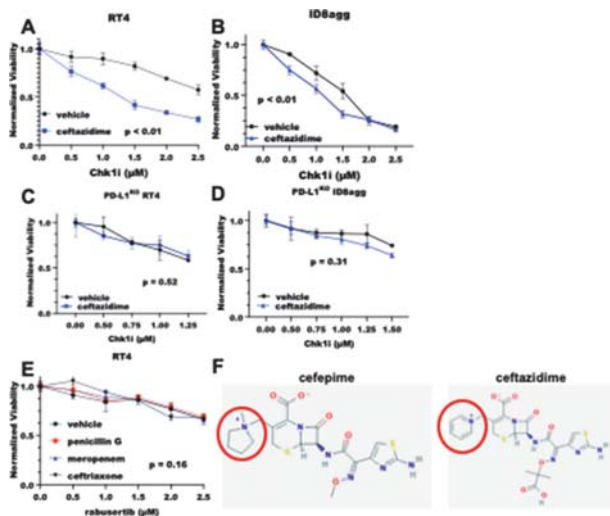 A
RT4
Normalized Viability
1.0
0.5
0.0
vehicle
ceftazidime
p < 0.01
0.0 0.5 1.0 1.5 2.0 2.5
Chk1i (μM)
B
ID8agg
Normalized Viability
1.0
0.5
0.0
p < 0.01
vehicle
ceftazidime
0.0 0.5 1.0 1.5 2.0 2.5
Chk1i (μM)
C
PD-L1KO RT4
Normalized Viability
1.0
0.5
0.0
p = 0.52
vehicle
ceftazidime
0.00 0.50 0.75 1.00 1.25
Chk1i (μM)
D
PD-L1KO ID8agg
Normalized Viability
1.0
0.5
0.0
p = 0.31
vehicle
ceftazidime
0.00 0.50 0.75 1.00 1.25 1.50
Chk1i (μM)
E
RT4
Normalized Viability
1.0
0.5
0.0
vehicle
penicillin G
meropenem
ceftriaxone
p = 0.16
0.0 0.5 1.0 1.5 2.0 2.5
rabusertib (μM)
F
cefepime
ceftazidime